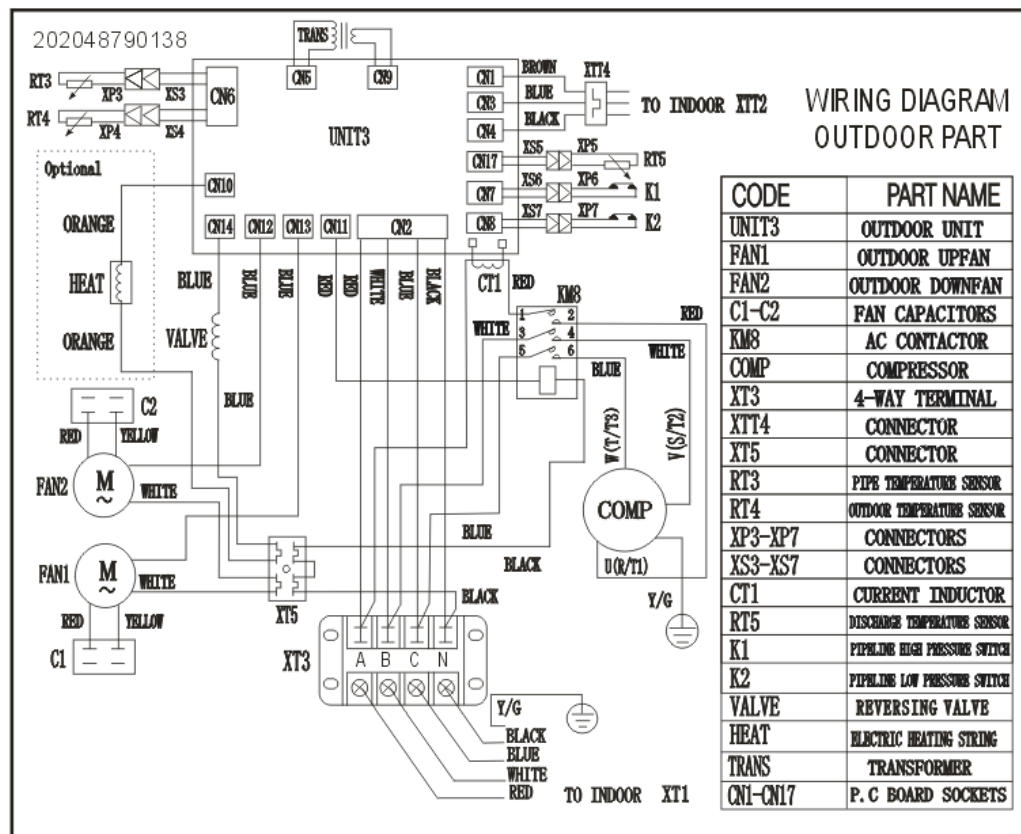 202048790138
TRANS
WIRING DIAGRAM
OUTDOOR PART
RT3
XP3
XS3
RT4
XP4
XS4
CN6
CN5
CN9
UNIT3
CN1
BROWN
XTT4
CN3
BLUE
TO INDOOR XTT2
CN4
BLACK
CN17
XS5
XP5
RT5
CN7
XS6
XP6
K1
CN8
XS7
XP7
K2
Optional
ORANGE
HEAT
ORANGE
CN10
CN14
CN12
CN13
CN11
CN2
BLUE
BLUE
BLUE
RED
RED
WHITE
BLUE
BLACK
CT1
RED
KM8
VALVE
BLUE
WHITE
1
2
3
4
5
6
RED
WHITE
BLUE
C2
RED
YELLOW
FAN2
M
~
WHITE
FAN1
M
~
WHITE
RED
YELLOW
C1
XT5
BLUE
BLACK
BLACK
W(T/T3)
V(S/T2)
COMP
U(R/T1)
Y/G
XT3
A B C N
Y/G
BLACK
BLUE
WHITE
RED
TO INDOOR XT1
CODE PART NAME
UNIT3 OUTDOOR UNIT
FAN1 OUTDOOR UPFAN
FAN2 OUTDOOR DOWNFAN
C1-C2 FAN CAPACITORS
KM8 AC CONTACTOR
COMP COMPRESSOR
XT3 4-WAY TERMINAL
XTT4 CONNECTOR
XT5 CONNECTOR
RT3 PIPE TEMPERATURE SENSOR
RT4 OUTDOOR TEMPERATURE SENSOR
XP3-XP7 CONNECTORS
XS3-XS7 CONNECTORS
CT1 CURRENT INDUCTOR
RT5 DISCHARGE TEMPERATURE SENSOR
K1 PIPELINE HIGH PRESSURE SWITCH
K2 PIPELINE LOW PRESSURE SWITCH
VALVE REVERSING VALVE
HEAT ELECTRIC HEATING STRING
TRANS TRANSFORMER
CN1-CN17 P.C BOARD SOCKETS